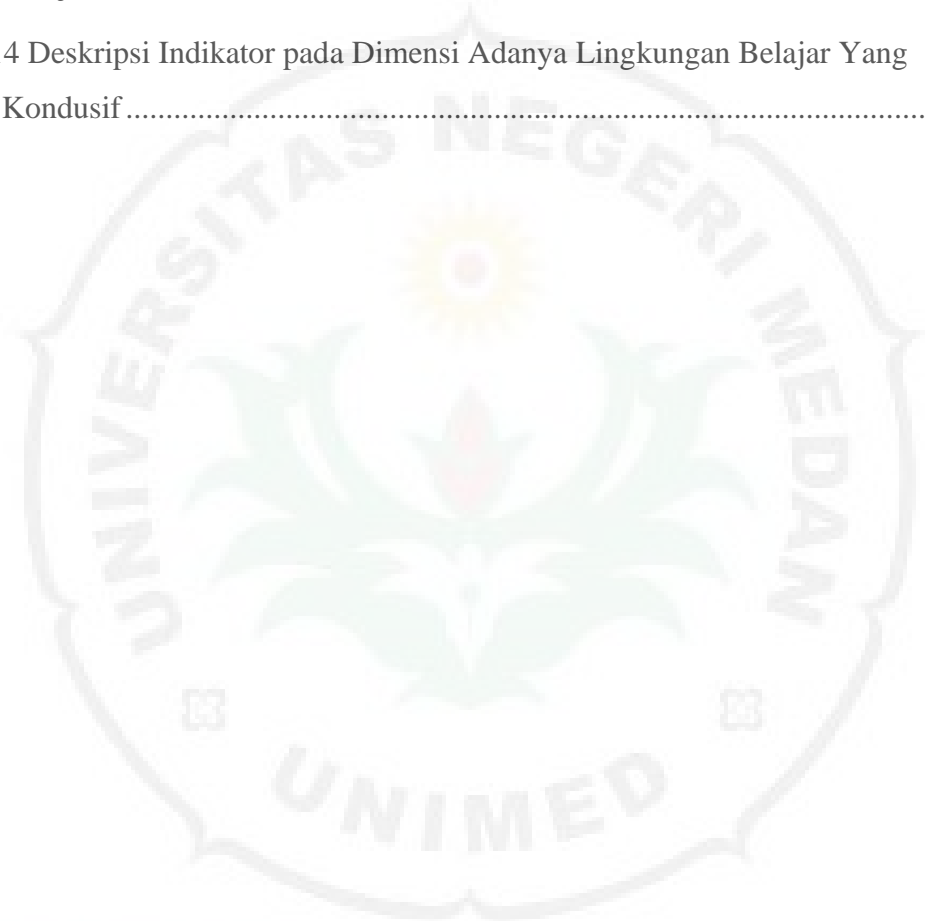 4 Deskripsi Indikator pada Dimensi Adanya Lingkungan Belajar Yang
Kondusif ....................................................................................................
UNIVERSITAS NEGERI MEDAN
UNIMED